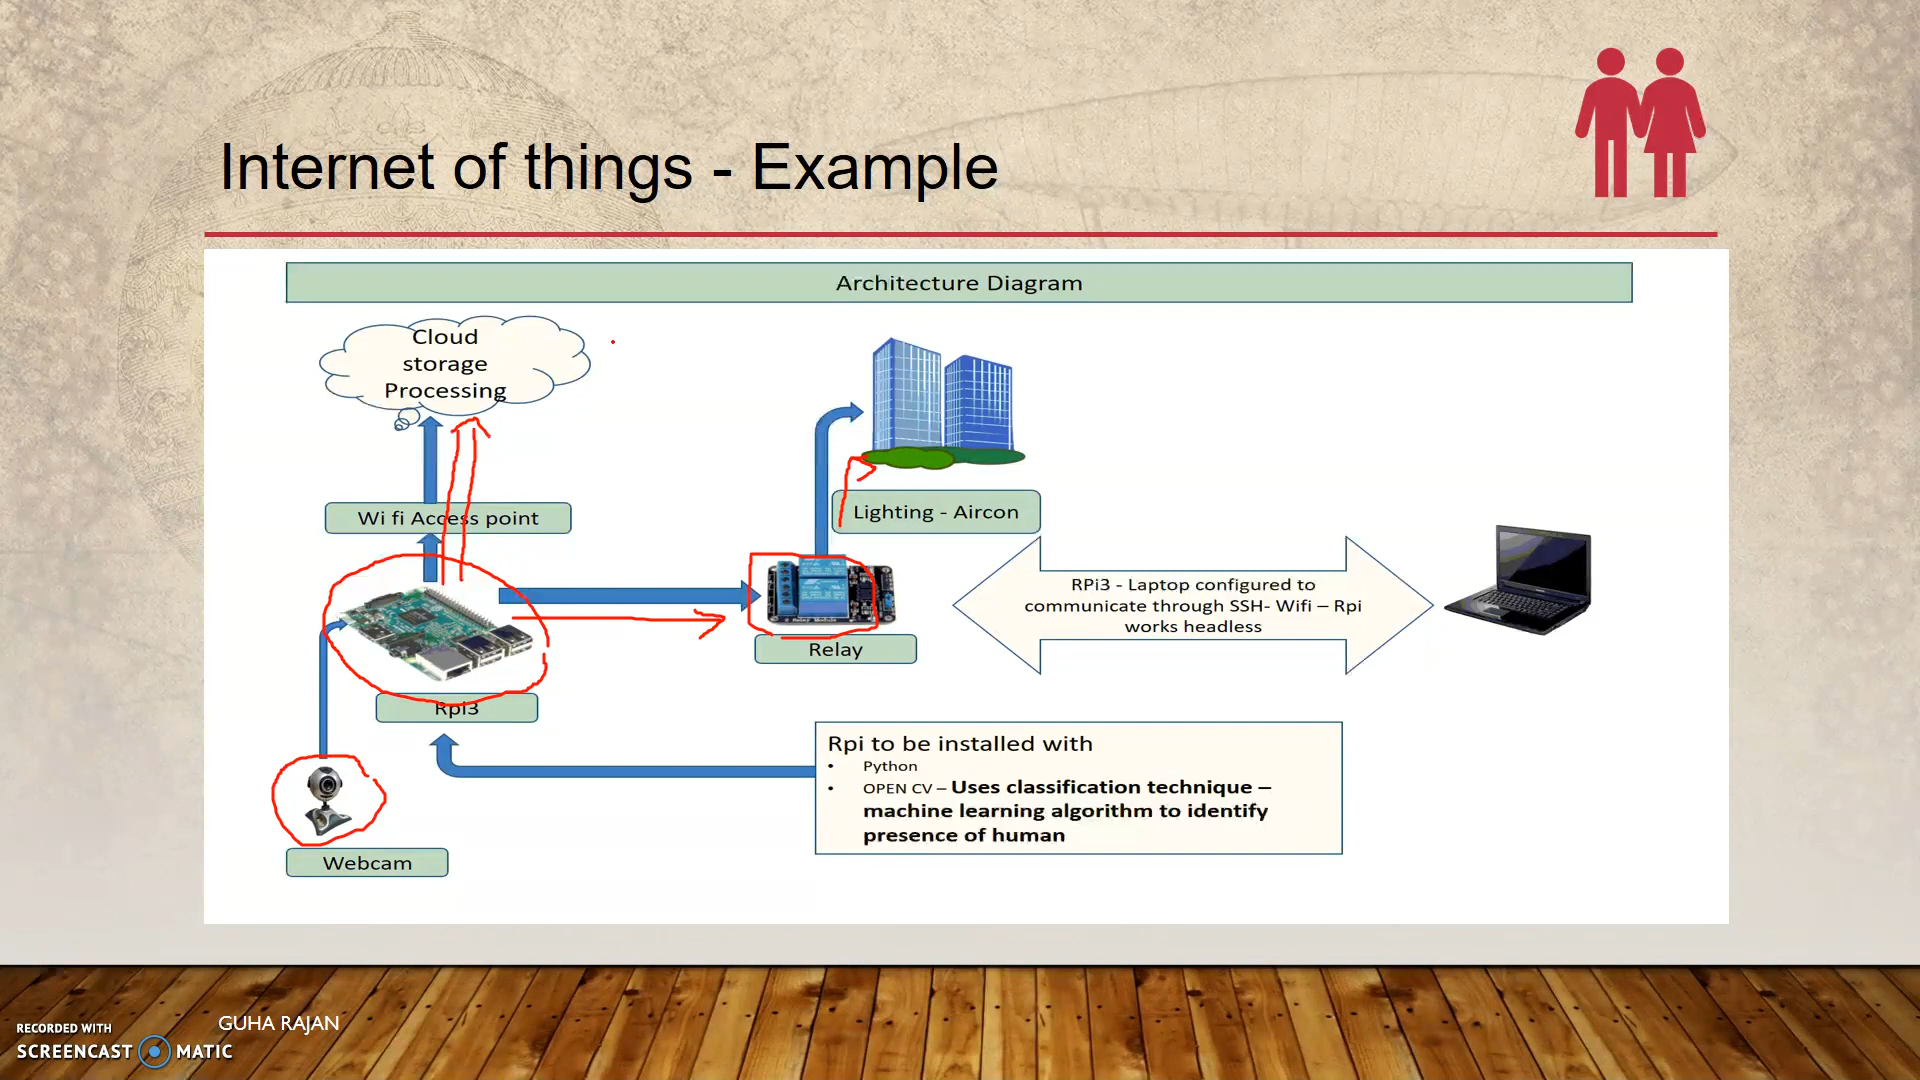 Internet of things - Example
Architecture Diagram
Cloud
storage
Processing
Wi fi Access point
Lighting - Aircon
RPi3 - Laptop configured to
communicate through SSH- Wifi – Rpi
works headless
Relay
Rpi3
Rpi to be installed with
• Python
• OPEN CV – Uses classification technique –
machine learning algorithm to identify
presence of human
Webcam
GUHA RAJAN
RECORDED WITH
SCREENCAST MATIC